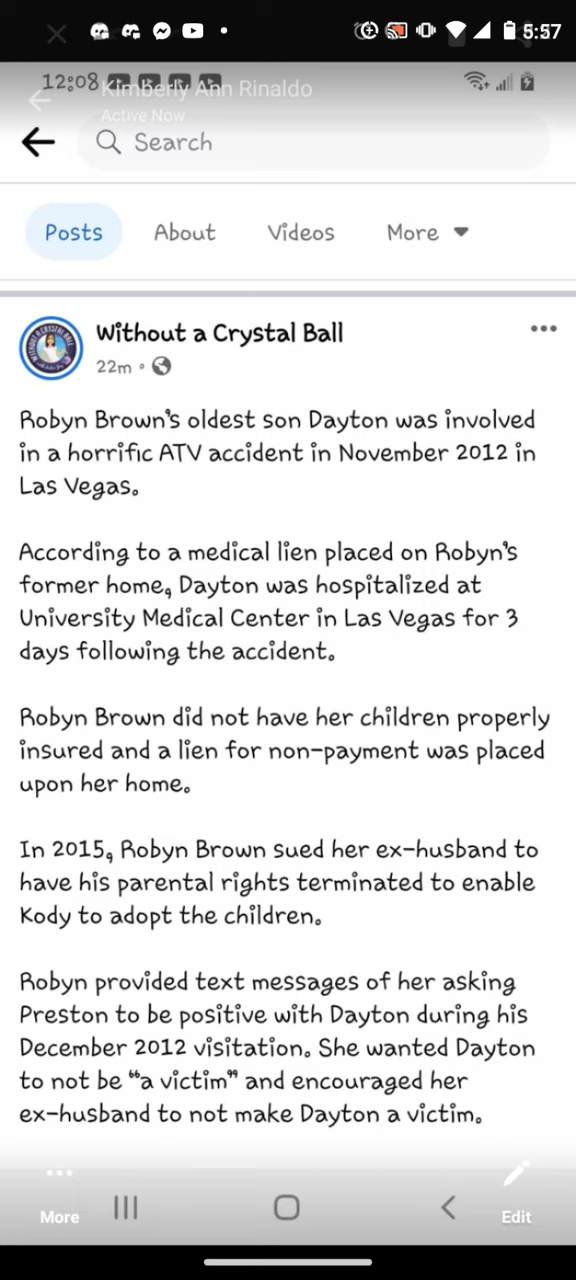 5:57
12:08
Kimberly Ann Rinaldo
Active Now
Search
Posts About Videos More
Without a Crystal Ball
22m
Robyn Brown's oldest son Dayton was involved
in a horrific ATV accident in November 2012 in
Las Vegas.
According to a medical lien placed on Robyn's
former home, Dayton was hospitalized at
University Medical Center in Las Vegas for 3
days following the accident.
Robyn Brown did not have her children properly
insured and a lien for non-payment was placed
upon her home.
In 2015, Robyn Brown sued her ex-husband to
have his parental rights terminated to enable
Kody to adopt the children.
Robyn provided text messages of her asking
Preston to be positive with Dayton during his
December 2012 visitation. She wanted Dayton
to not be “a victim” and encouraged her
ex-husband to not make Dayton a victim.
More Edit